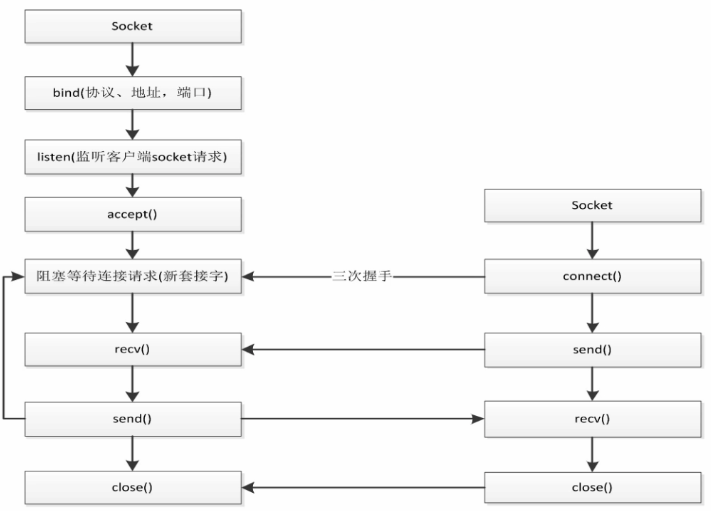 Socket
bind(协议、地址，端口)
listen(监听客户端socket请求)
accept()
阻塞等待连接请求(新套接字)
recv()
send()
close()
三次握手
Socket
connect()
send()
recv()
close()